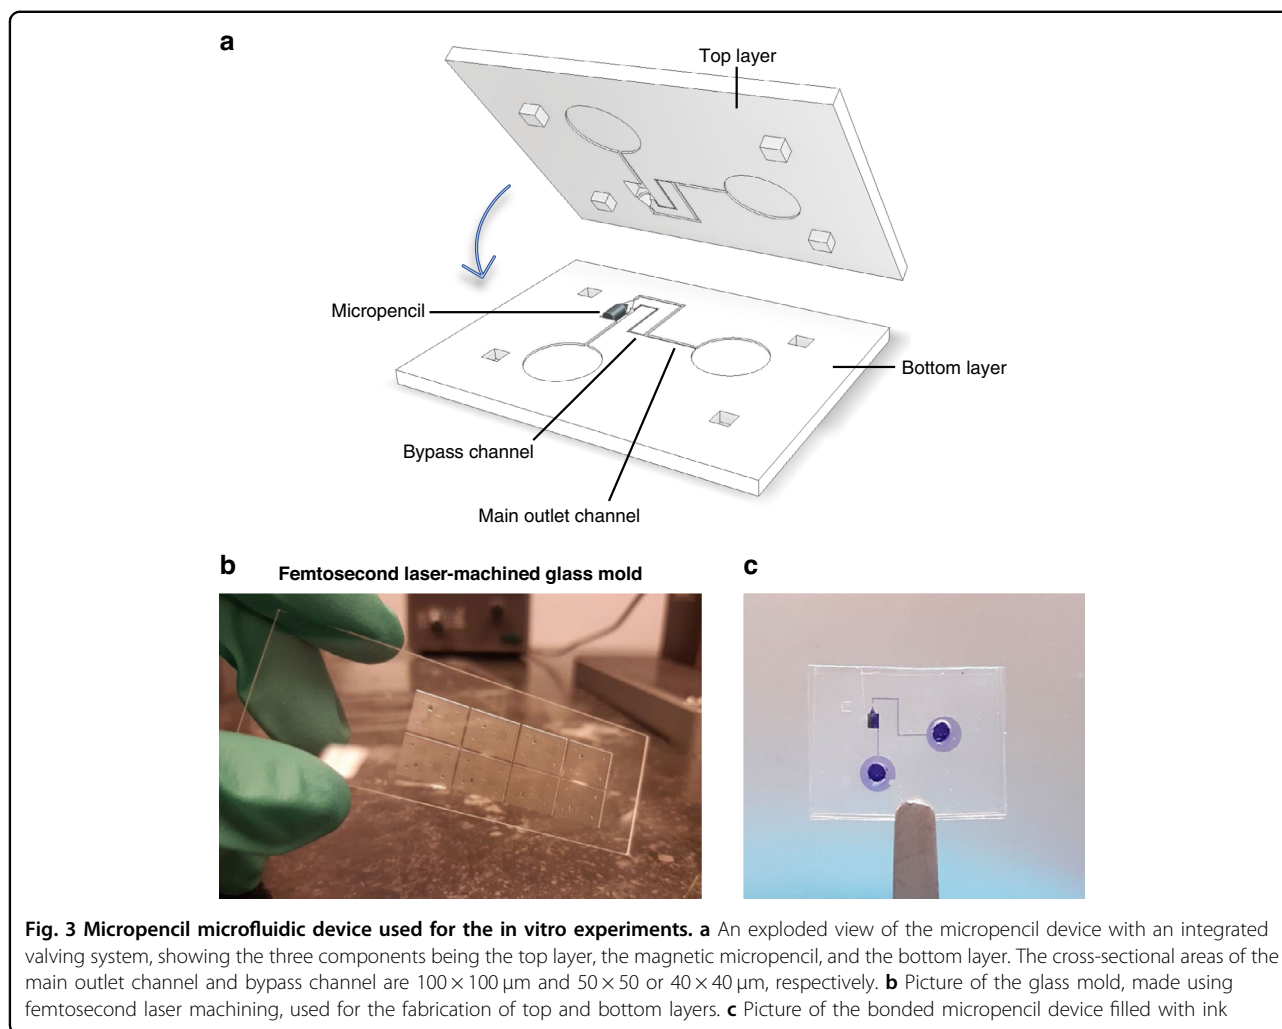 a
Top layer
Micropencil
Bottom layer
Bypass channel
Main outlet channel
b
Femtosecond laser-machined glass mold
c
Fig. 3 Micropencil microfluidic device used for the in vitro experiments. a An exploded view of the micropencil device with an integrated
valving system, showing the three components being the top layer, the magnetic micropencil, and the bottom layer. The cross-sectional areas of the
main outlet channel and bypass channel are 100 × 100 μm and 50 × 50 or 40 × 40 μm, respectively. b Picture of the glass mold, made using
femtosecond laser machining, used for the fabrication of top and bottom layers. c Picture of the bonded micropencil device filled with ink